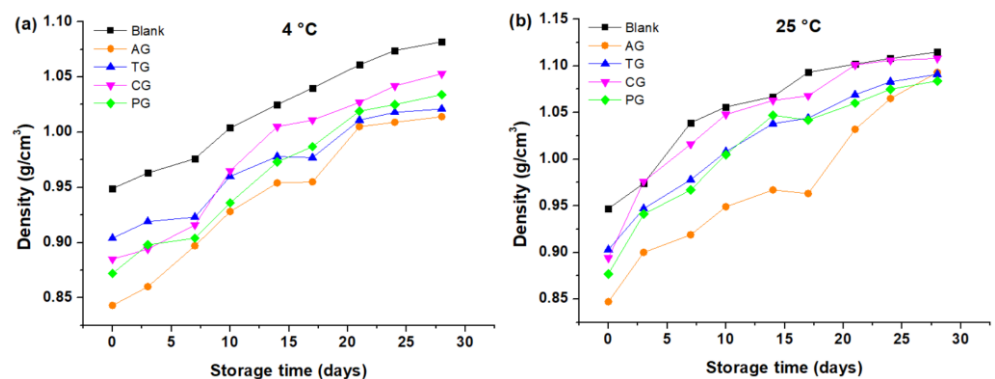 (a)
4 °C
Blank
AG
TG
CG
PG
1.10
1.05
1.00
0.95
0.90
0.85
Density (g/cm³)
0 5 10 15 20 25 30
Storage time (days)
(b)
25 °C
Blank
AG
TG
CG
PG
1.15
1.10
1.05
1.00
0.95
0.90
0.85
Density (g/cm³)
0 5 10 15 20 25 30
Storage time (days)